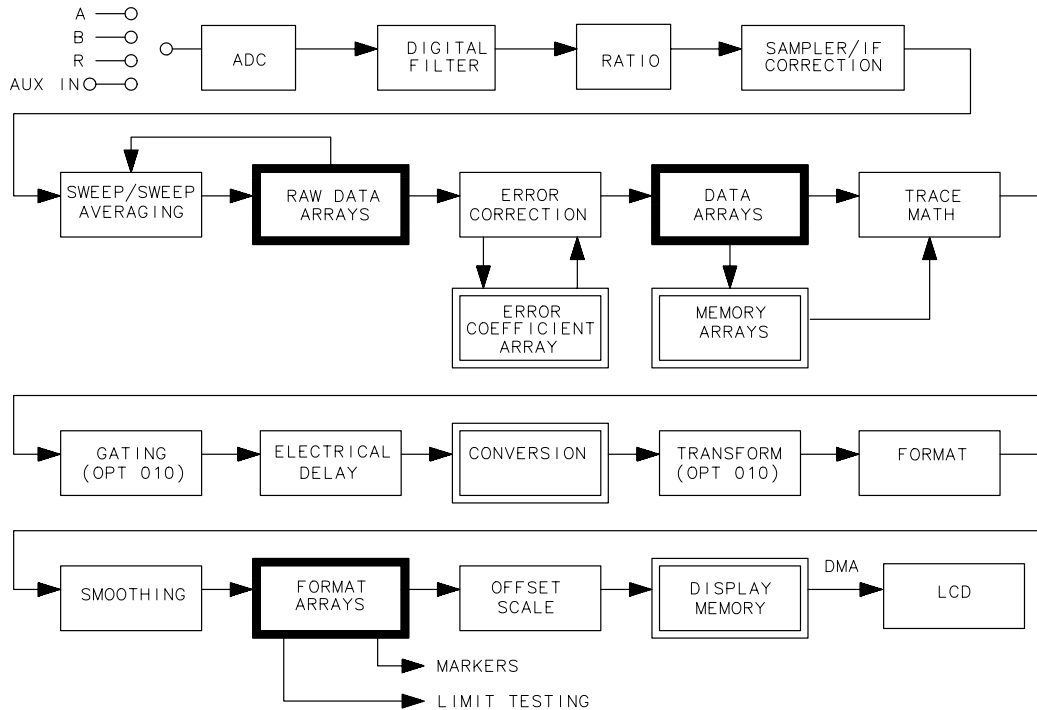 A
B
R
AUX IN
ADC
DIGITAL
FILTER
RATIO
SAMPLER/IF
CORRECTION
SWEEP/SWEEP
AVERAGING
RAW DATA
ARRAYS
ERROR
CORRECTION
DATA
ARRAYS
TRACE
MATH
ERROR
COEFFICIENT
ARRAY
MEMORY
ARRAYS
GATING
(OPT 010)
ELECTRICAL
DELAY
CONVERSION
TRANSFORM
(OPT 010)
FORMAT
SMOOTHING
FORMAT
ARRAYS
OFFSET
SCALE
DISPLAY
MEMORY
DMA
LCD
MARKERS
LIMIT TESTING